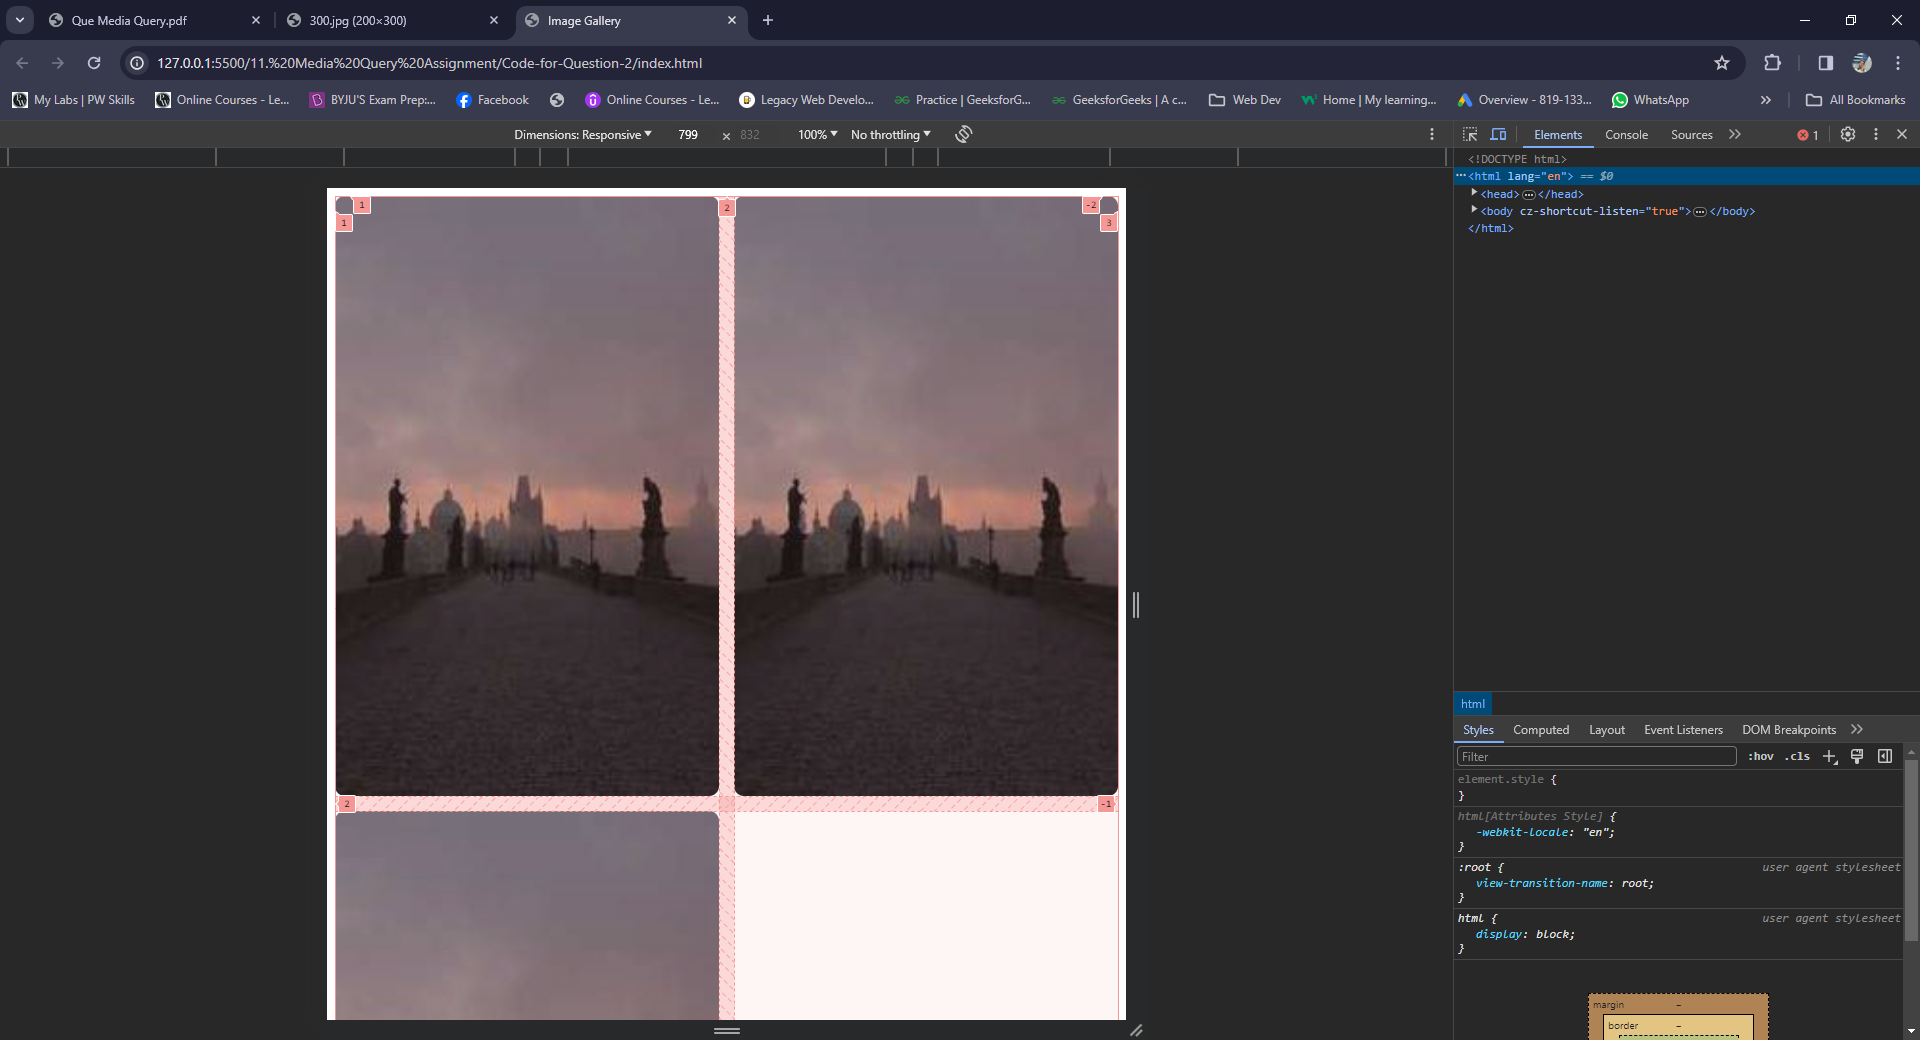 Que Media Query.pdf
300.jpg (200×300)
Image Gallery
127.0.0.1:5500/11.%20Media%20Query%20Assignment/Code-for-Question-2/index.html
My Labs | PW Skills
Online Courses - Le...
BYJU'S Exam Prep:...
Facebook
Online Courses - Le...
Legacy Web Develo...
Practice | GeeksforG...
GeeksforGeeks | A c...
Web Dev
Home | My learning...
Overview - 819-133...
WhatsApp
All Bookmarks
Dimensions: Responsive
799 × 832
100%
No throttling
Elements
Console
Sources
1
<!DOCTYPE html>
<html lang="en"> == $0
<head> </head>
<body cz-shortcut-listen="true"> </body>
</html>
1
2
-2
1
3
2
-1
html
Styles
Computed
Layout
Event Listeners
DOM Breakpoints
Filter
:hov
.cls
element.style {
}
html[Attributes Style] {
-webkit-locale: "en";
}
:root {
user agent stylesheet
view-transition-name: root;
}
html {
user agent stylesheet
display: block;
}
margin
–
border
–